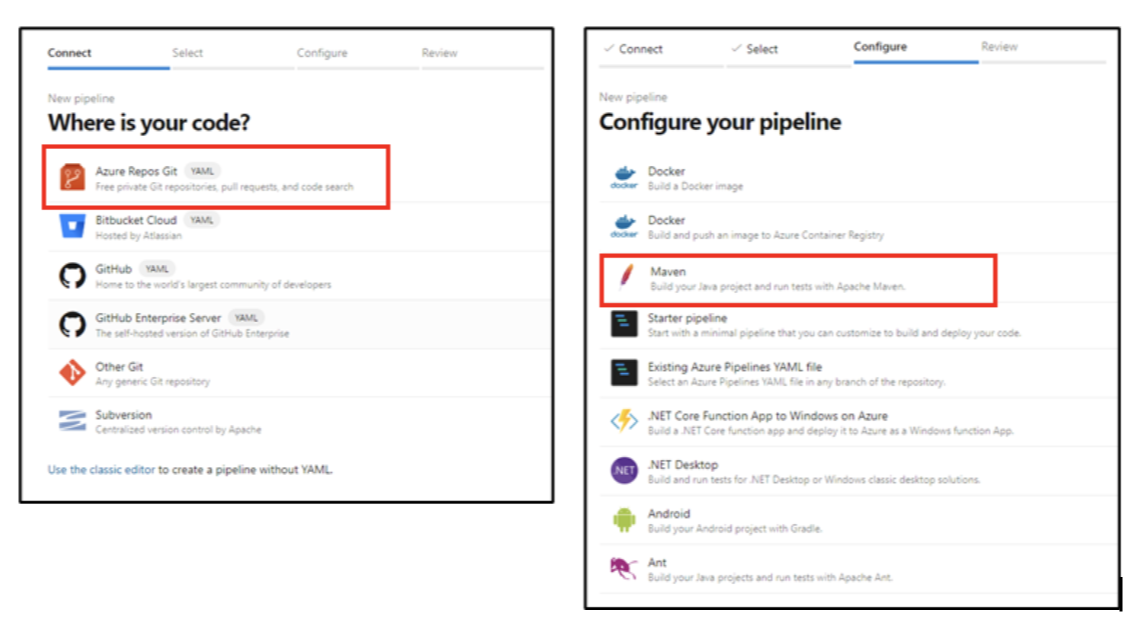 Connect Select Configure Review
New pipeline
Where is your code?
Azure Repos Git YAML
Free private Git repositories, pull requests, and code search
Bitbucket Cloud YAML
Hosted by Atlassian
GitHub YAML
Home to the world's largest community of developers
GitHub Enterprise Server YAML
The self-hosted version of GitHub Enterprise
Other Git
Any generic Git repository
Subversion
Centralized version control by Apache
Use the classic editor to create a pipeline without YAML.
Connect Select Configure Review
New pipeline
Configure your pipeline
docker
Docker
Build a Docker image
docker
Docker
Build and push an image to Azure Container Registry
Maven
Build your Java project and run tests with Apache Maven.
Starter pipeline
Start with a minimal pipeline that you can customize to build and deploy your code.
Existing Azure Pipelines YAML file
Select an Azure Pipelines YAML file in any branch of the repository.
.NET Core Function App to Windows on Azure
Build a .NET Core function app and deploy it to Azure as a Windows function App.
.NET
.NET Desktop
Build and run tests for .NET Desktop or Windows classic desktop solutions.
Android
Build your Android project with Gradle.
Ant
Build your Java projects and run tests with Apache Ant.